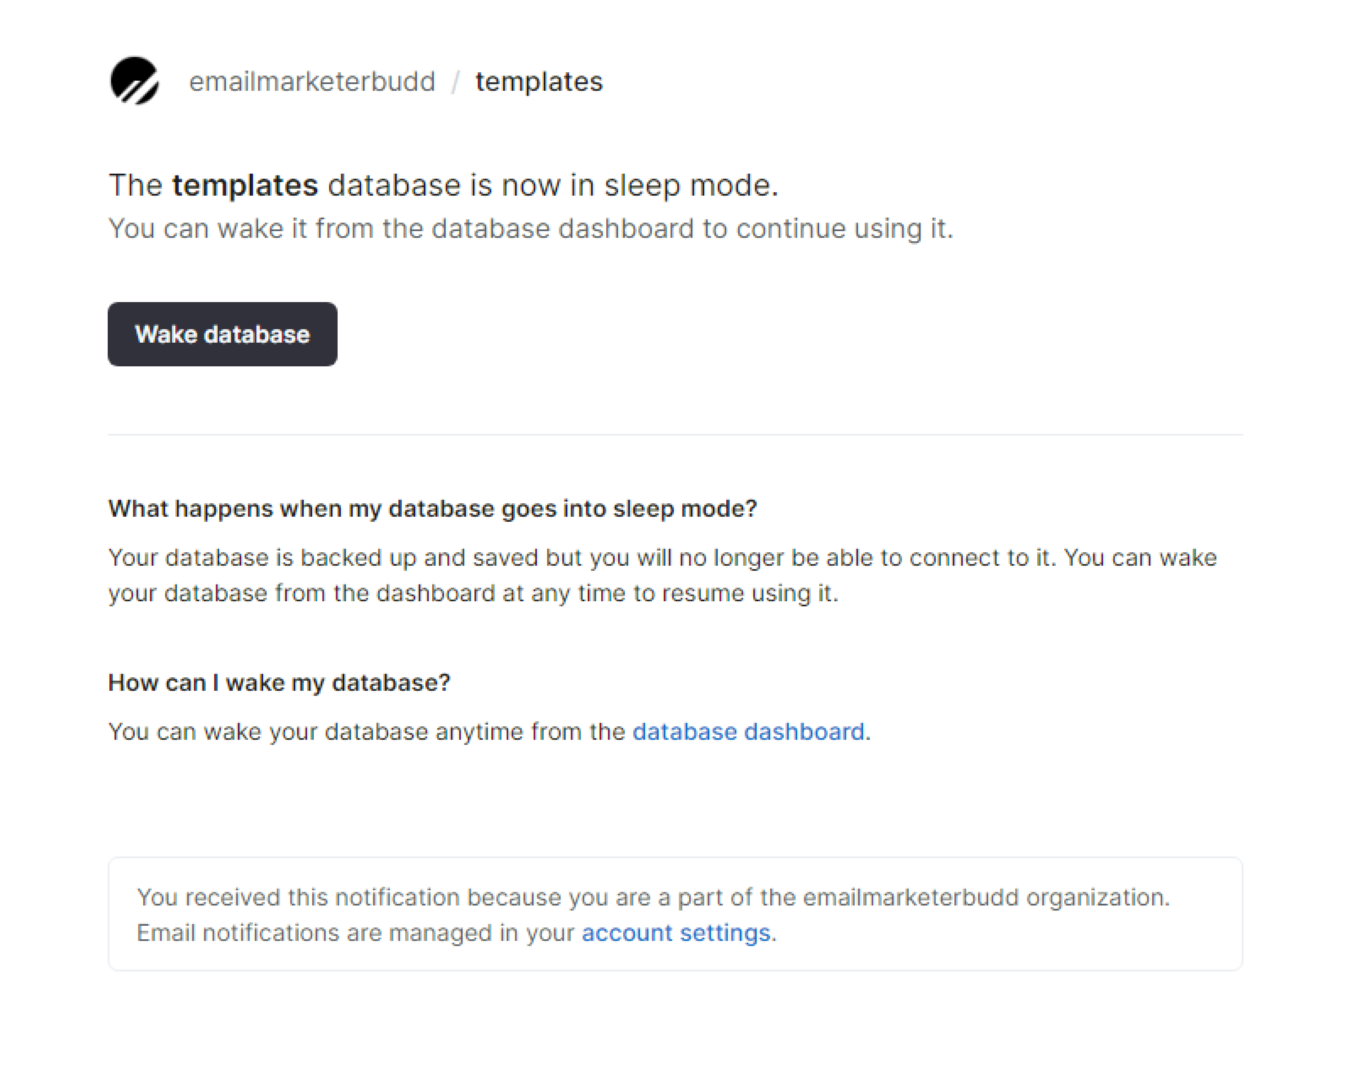 emailmarketerbudd / templates
The templates database is now in sleep mode.
You can wake it from the database dashboard to continue using it.
Wake database
What happens when my database goes into sleep mode?
Your database is backed up and saved but you will no longer be able to connect to it. You can wake
your database from the dashboard at any time to resume using it.
How can I wake my database?
You can wake your database anytime from the database dashboard.
You received this notification because you are a part of the emailmarketerbudd organization.
Email notifications are managed in your account settings.